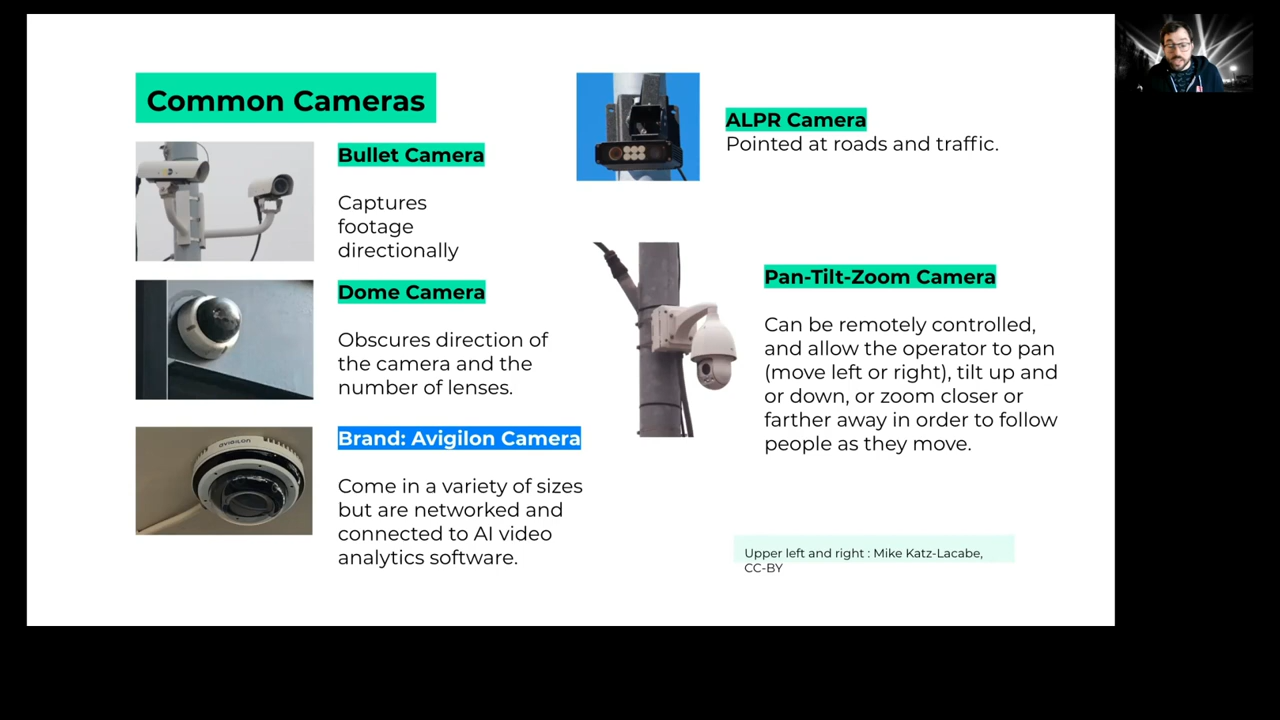 Common Cameras
Bullet Camera
Captures
footage
directionally
Dome Camera
Obscures direction of
the camera and the
number of lenses.
AVIGILON
Brand: Avigilon Camera
Come in a variety of sizes
but are networked and
connected to AI video
analytics software.
ALPR Camera
Pointed at roads and traffic.
Pan-Tilt-Zoom Camera
Can be remotely controlled,
and allow the operator to pan
(move left or right), tilt up and
or down, or zoom closer or
farther away in order to follow
people as they move.
Upper left and right : Mike Katz-Lacabe,
CC-BY